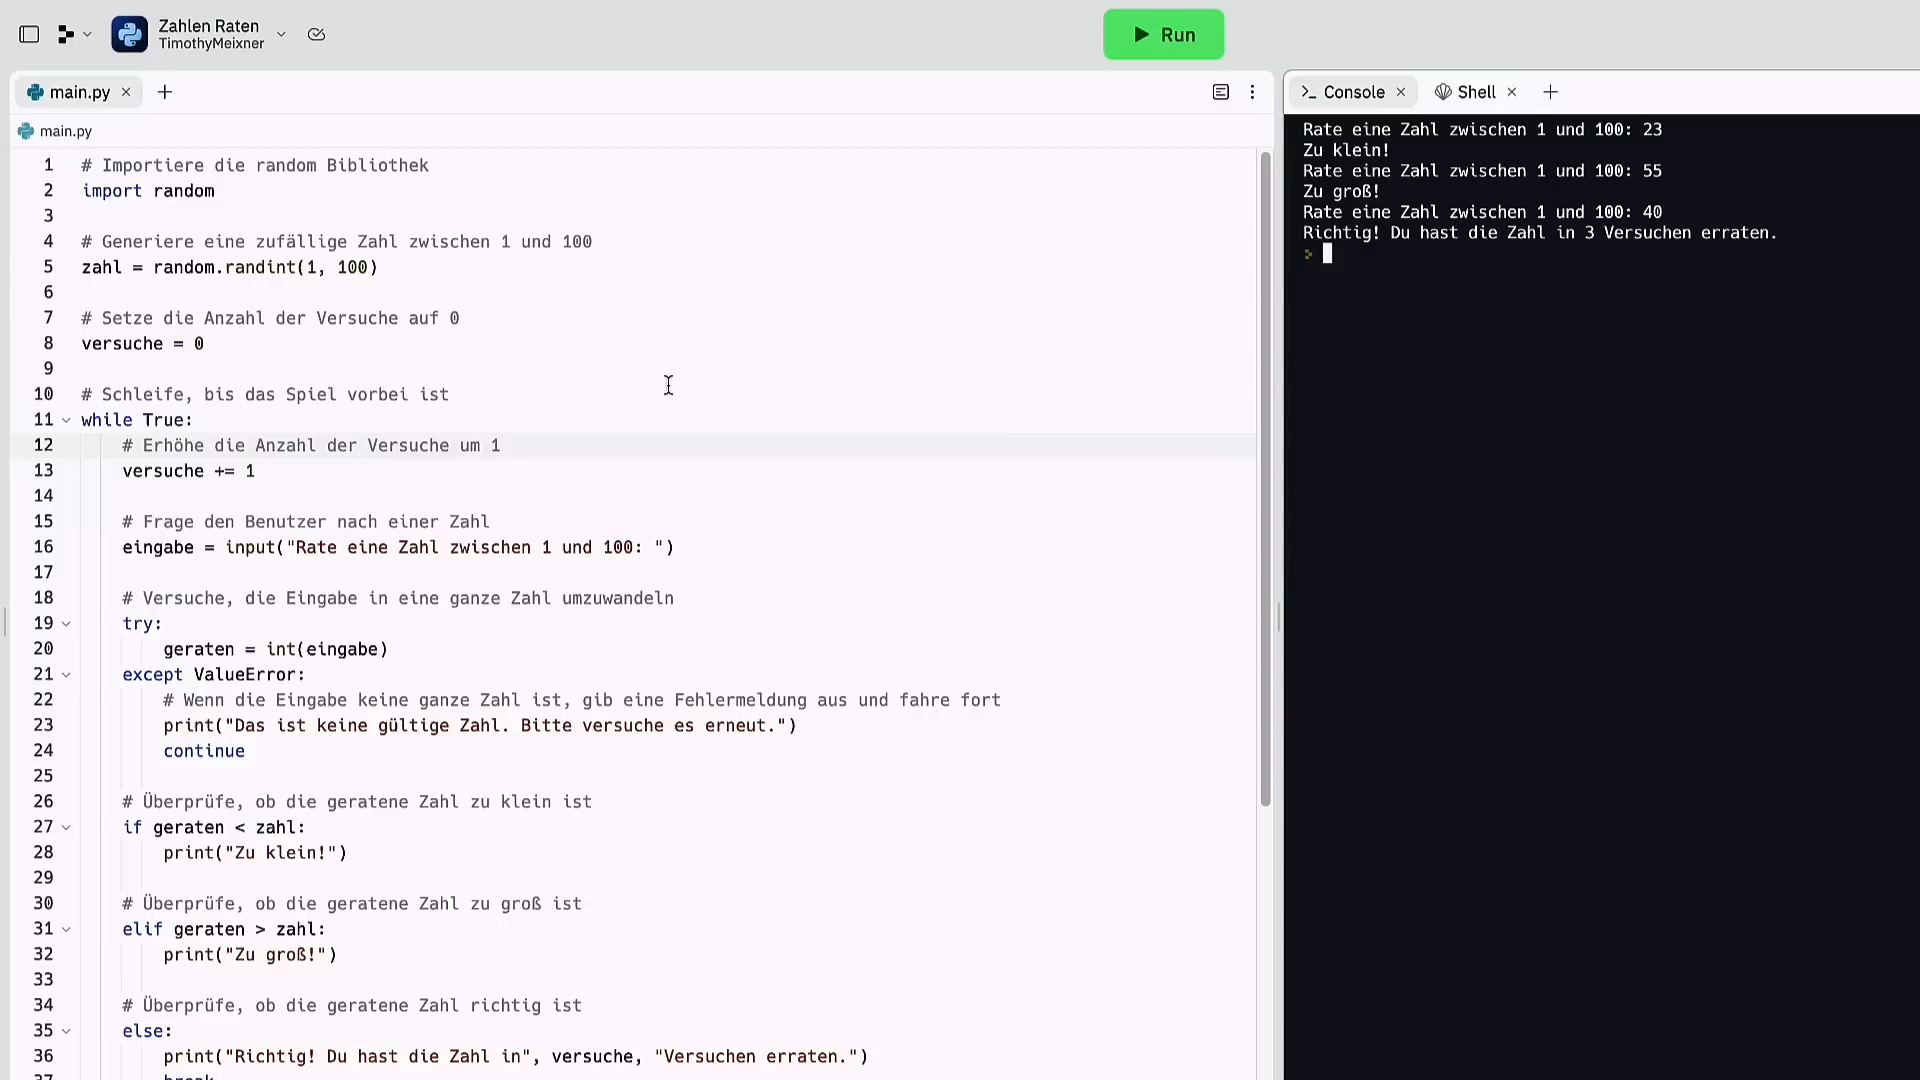 Zahlen Raten
TimothyMeixner
Run
main.py
main.py
1 # Importiere die random Bibliothek
2 import random
3
4 # Generiere eine zufällige Zahl zwischen 1 und 100
5 zahl = random.randint(1, 100)
6
7 # Setze die Anzahl der Versuche auf 0
8 versuche = 0
9
10 # Schleife, bis das Spiel vorbei ist
11 while True:
12 # Erhöhe die Anzahl der Versuche um 1
13 versuche += 1
14
15 # Frage den Benutzer nach einer Zahl
16 eingabe = input("Rate eine Zahl zwischen 1 und 100: ")
17
18 # Versuche, die Eingabe in eine ganze Zahl umzuwandeln
19 try:
20 geraten = int(eingabe)
21 except ValueError:
22 # Wenn die Eingabe keine ganze Zahl ist, gib eine Fehlermeldung aus und fahre fort
23 print("Das ist keine gültige Zahl. Bitte versuche es erneut.")
24 continue
25
26 # Überprüfe, ob die geratene Zahl zu klein ist
27 if geraten < zahl:
28 print("Zu klein!")
29
30 # Überprüfe, ob die geratene Zahl zu groß ist
31 elif geraten > zahl:
32 print("Zu groß!")
33
34 # Überprüfe, ob die geratene Zahl richtig ist
35 else:
36 print("Richtig! Du hast die Zahl in", versuche, "Versuchen erraten.")
37 break
>_ Console
Shell
Rate eine Zahl zwischen 1 und 100: 23
Zu klein!
Rate eine Zahl zwischen 1 und 100: 55
Zu groß!
Rate eine Zahl zwischen 1 und 100: 40
Richtig! Du hast die Zahl in 3 Versuchen erraten.